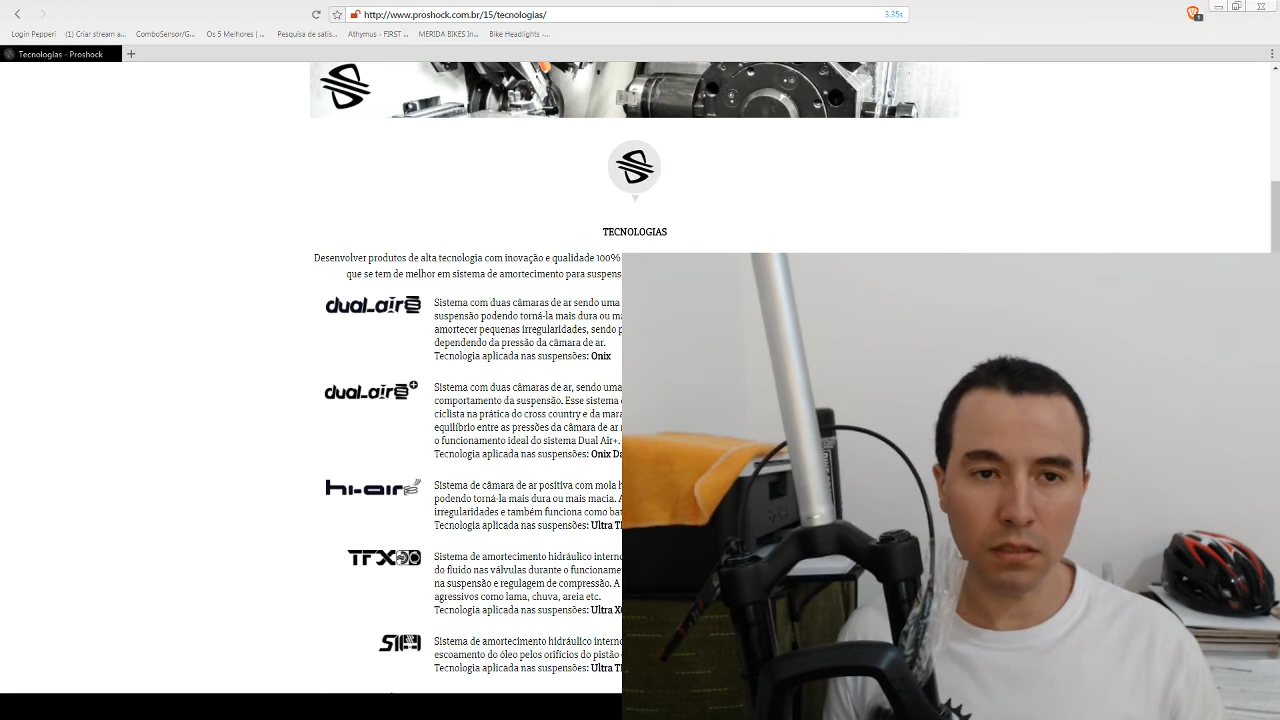 http://www.proshock.com.br/15/tecnologias/
3.35s
1
Login Pepperi
(1) Criar stream a...
ComboSensor/G...
Os 5 Melhores | ...
Pesquisa de satis...
Athymus - FIRST ...
MERIDA BIKES In...
Bike Headlights -...
Tecnologias - Proshock
TECNOLOGIAS
Desenvolver produtos de alta tecnologia com inovação e qualidade 100%
que se tem de melhor em sistema de amortecimento para suspens
dual_air
Sistema com duas câmaras de ar sendo uma
suspensão podendo torná-la mais dura ou ma
amortecer pequenas irregularidades, sendo p
dependendo da pressão da câmara de ar.
Tecnologia aplicada nas suspensões: Onix
dual_air+
Sistema com duas câmaras de ar, sendo uma
comportamento da suspensão. Esse sistema
ciclista na prática do cross country e da mara
equilíbrio entre as pressões da câmara de ar
o funcionamento ideal do sistema Dual Air+.
Tecnologia aplicada nas suspensões: Onix Da
hi-air
Sistema de câmara de ar positiva com mola h
podendo torná-la mais dura ou mais macia. A
irregularidades e também funciona como bat
Tecnologia aplicada nas suspensões: Ultra T
TFX
Sistema de amortecimento hidráulico intern
do fluido nas válvulas durante o funcionamen
na suspensão e regulagem de compressão. A
agressivos como lama, chuva, areia etc.
Tecnologia aplicada nas suspensões: Ultra X
Sistema de amortecimento hidráulico intern
escoamento do óleo pelos orifícios do pistão
Tecnologia aplicada nas suspensões: Ultra T